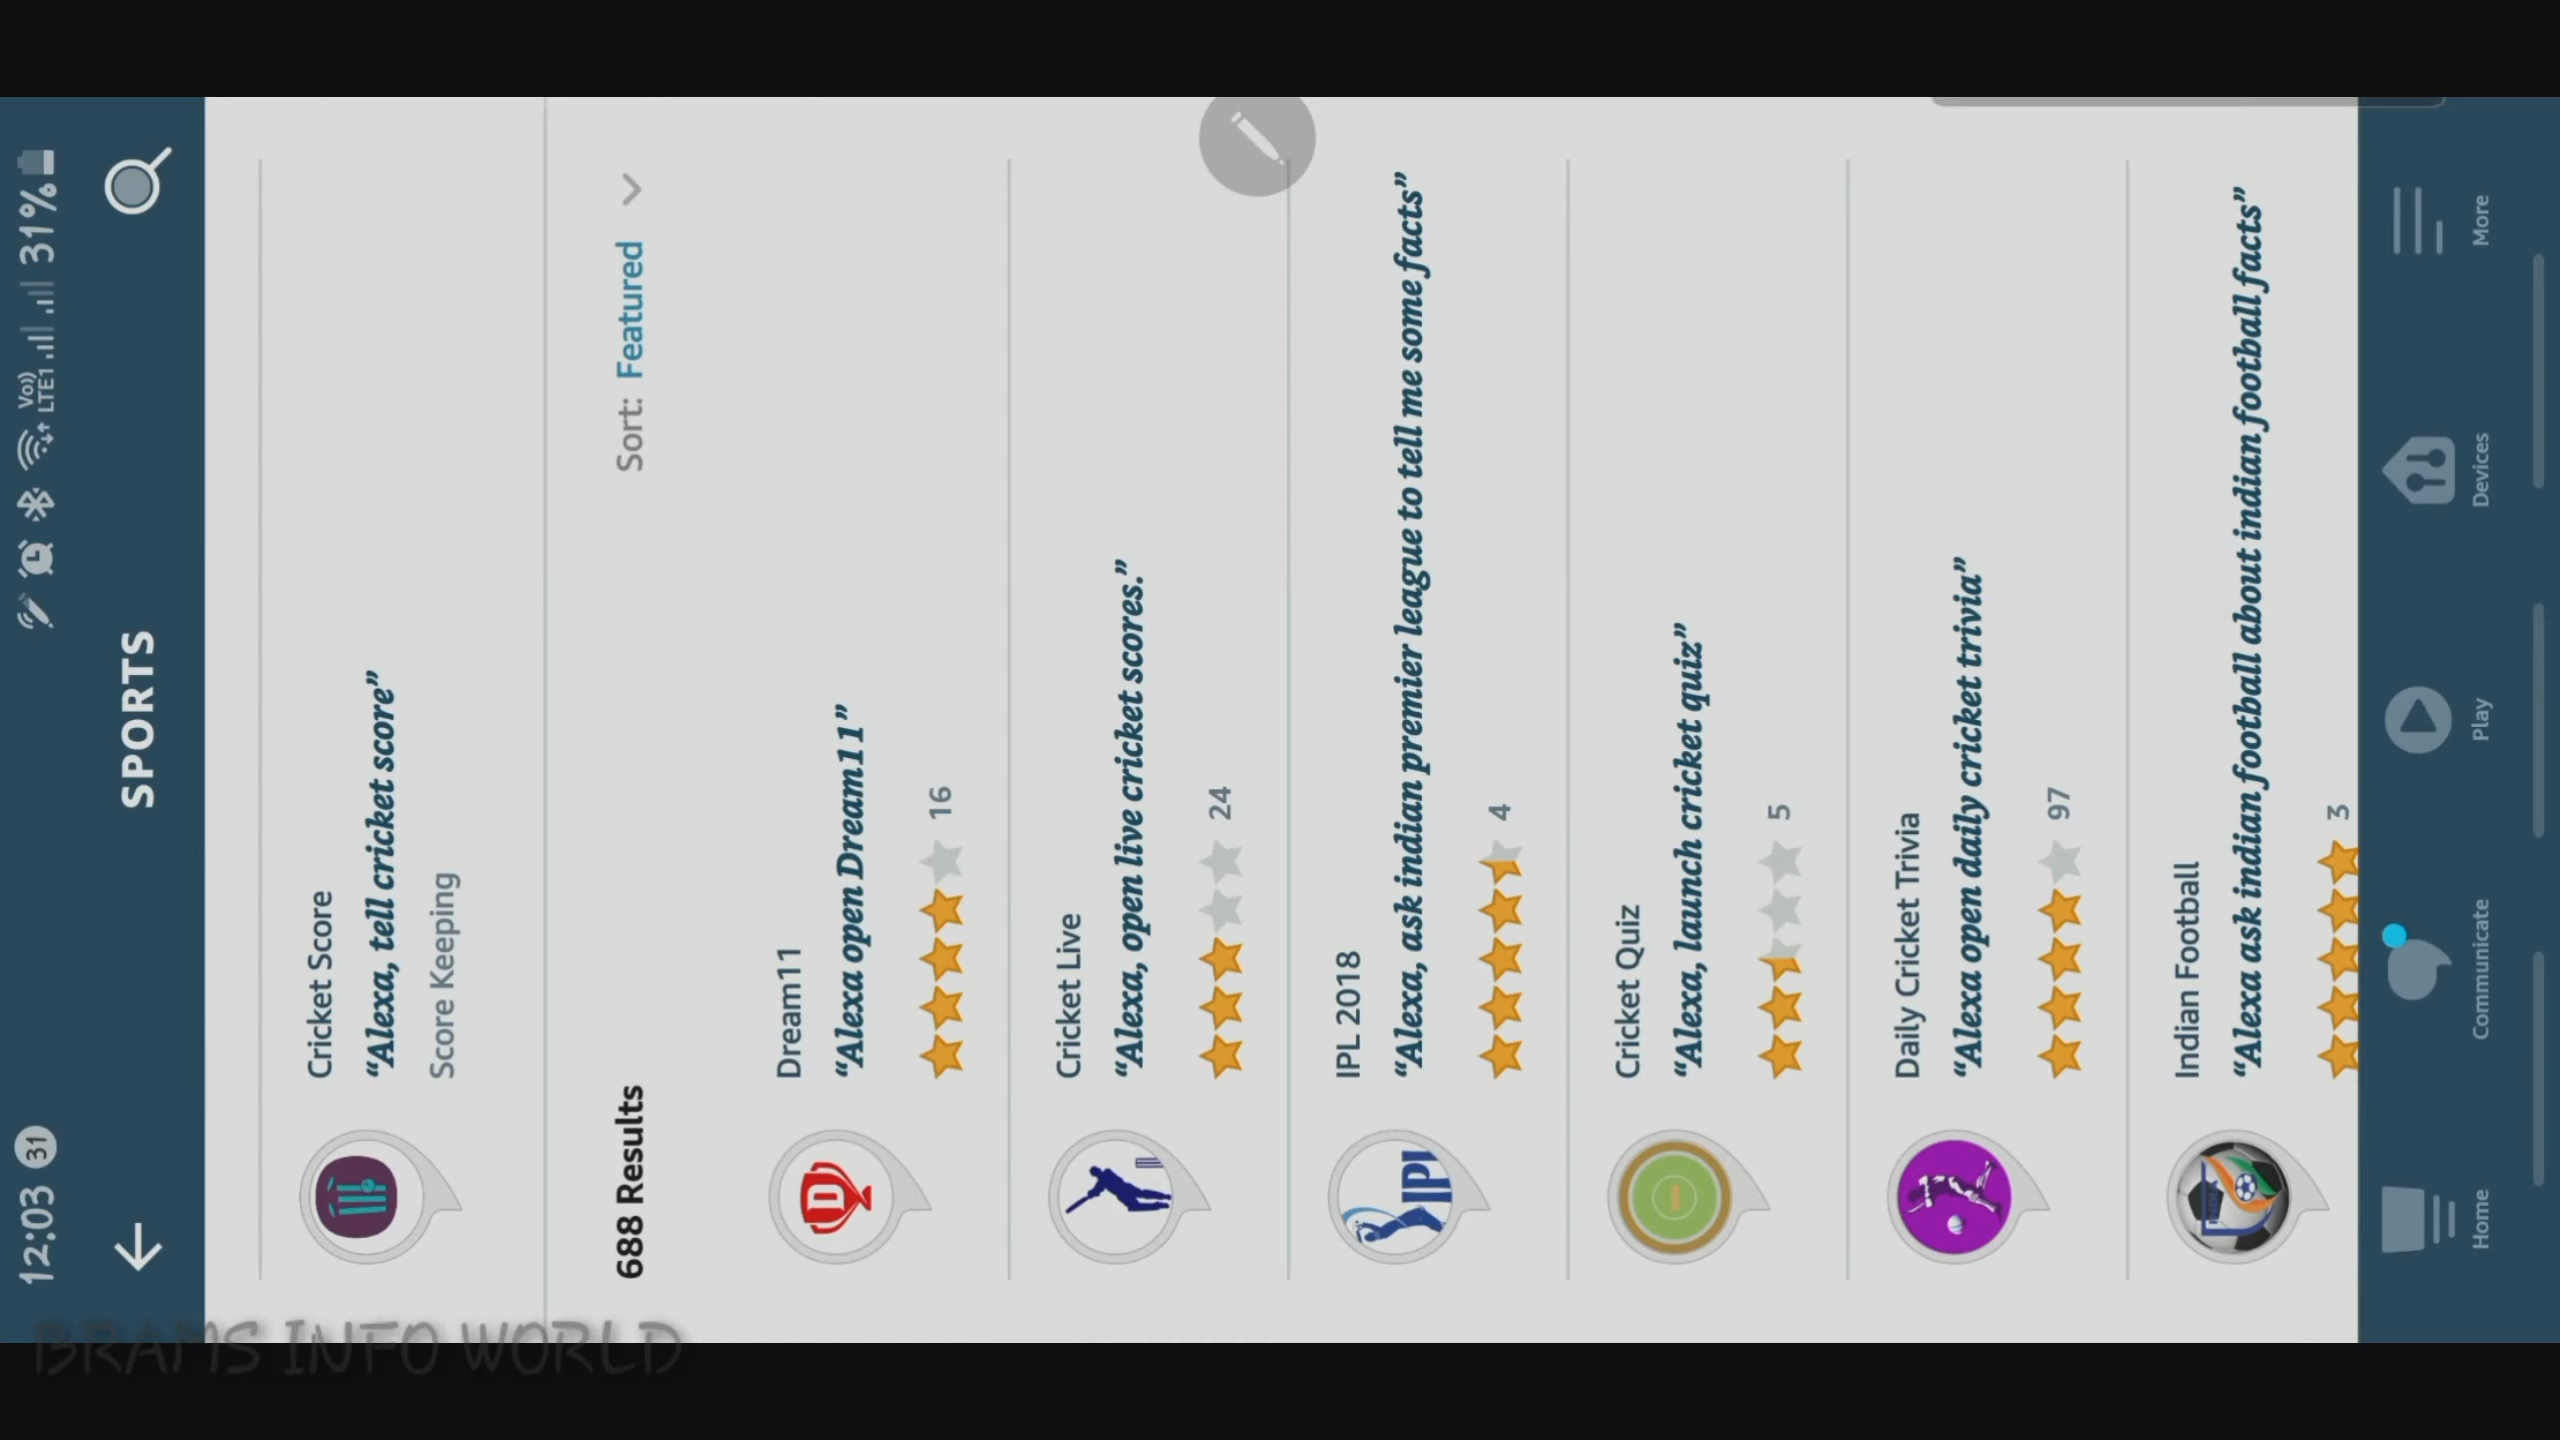 12:03 31 Vo)) LTE1 31%
SPORTS
Cricket Score
“Alexa, tell cricket score”
Score Keeping
688 Results
Sort: Featured
Dream11
“Alexa open Dream11”
16
Cricket Live
“Alexa, open live cricket scores.”
24
IPL 2018
“Alexa, ask indian premier league to tell me some facts”
4
IPL
Cricket Quiz
“Alexa, launch cricket quiz”
5
Daily Cricket Trivia
“Alexa open daily cricket trivia”
97
Indian Football
“Alexa ask indian football about indian football facts”
3
Home
Communicate
Play
Devices
More
BRAMS INFO WORLD